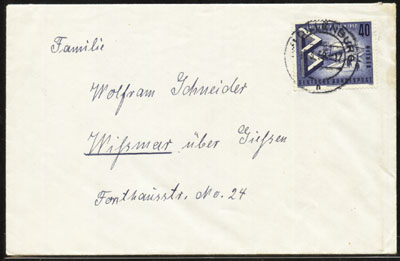 Familie
Wolfram Schneider
Wißmar über Gießen
Forsthausstr. No. 24
40
DEUTSCHE BUNDESPOST